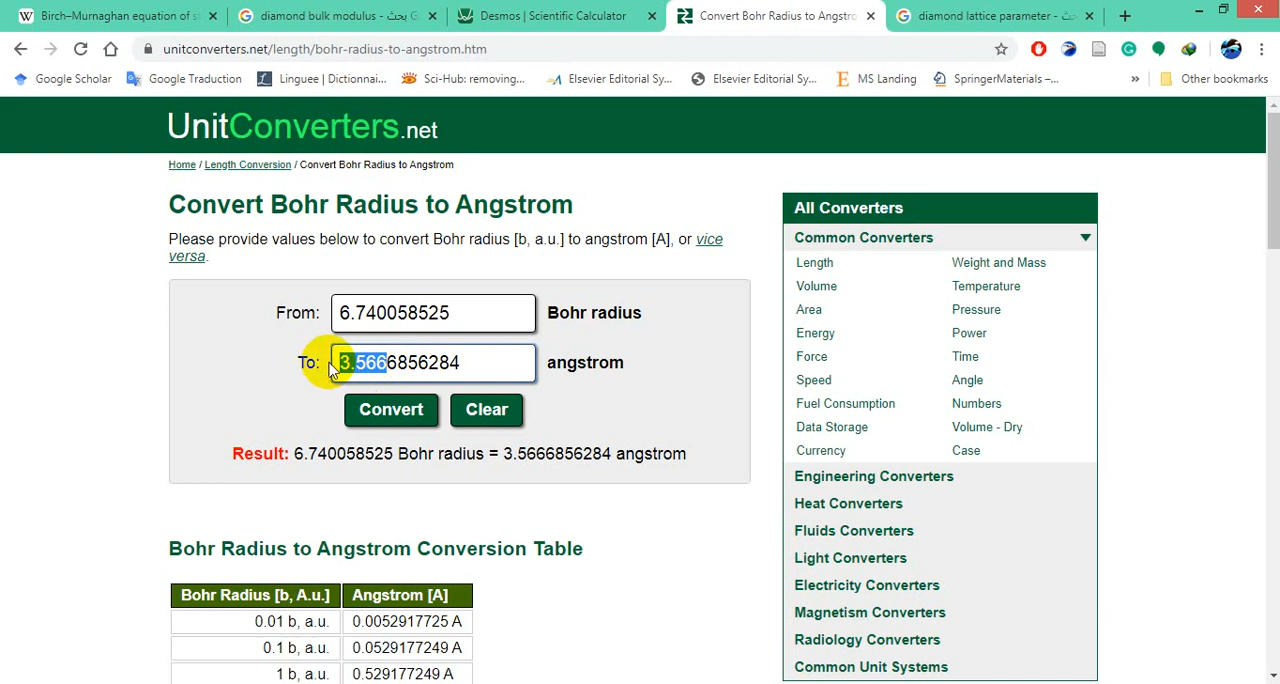 Birch–Murnaghan equation of st
diamond bulk modulus - بحث G
Desmos | Scientific Calculator
Convert Bohr Radius to Angstro
diamond lattice parameter - بحث
unitconverters.net/length/bohr-radius-to-angstrom.htm
Google Scholar
Google Traduction
Linguee | Dictionnai...
Sci-Hub: removing...
Elsevier Editorial Sy...
Elsevier Editorial Sy...
MS Landing
SpringerMaterials –...
»
Other bookmarks
UnitConverters.net
Home / Length Conversion / Convert Bohr Radius to Angstrom
Convert Bohr Radius to Angstrom
Please provide values below to convert Bohr radius [b, a.u.] to angstrom [A], or vice
versa.
From: 6.740058525 Bohr radius
To: 3.5666856284 angstrom
Convert Clear
Result: 6.740058525 Bohr radius = 3.5666856284 angstrom
Bohr Radius to Angstrom Conversion Table
Bohr Radius [b, A.u.] Angstrom [A]
0.01 b, a.u. 0.0052917725 A
0.1 b, a.u. 0.0529177249 A
1 b, a.u. 0.529177249 A
All Converters
Common Converters
Length Weight and Mass
Volume Temperature
Area Pressure
Energy Power
Force Time
Speed Angle
Fuel Consumption Numbers
Data Storage Volume - Dry
Currency Case
Engineering Converters
Heat Converters
Fluids Converters
Light Converters
Electricity Converters
Magnetism Converters
Radiology Converters
Common Unit Systems